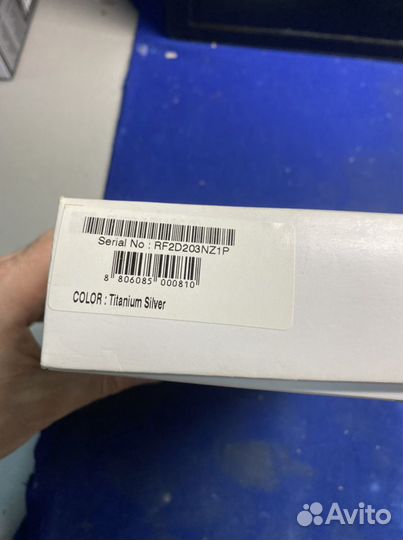 Serial No : RF2D203NZ1P
8 806085 000810
COLOR : Titanium Silver
Avito